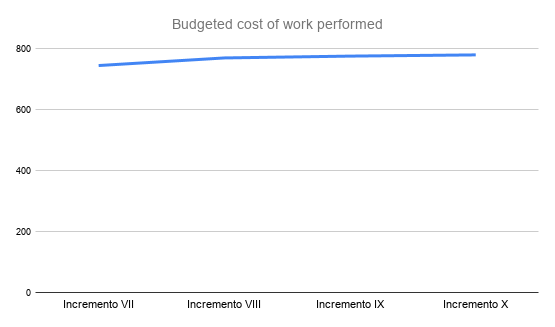 Budgeted cost of work performed
800
600
400
200
0
Incremento VII Incremento VIII Incremento IX Incremento X